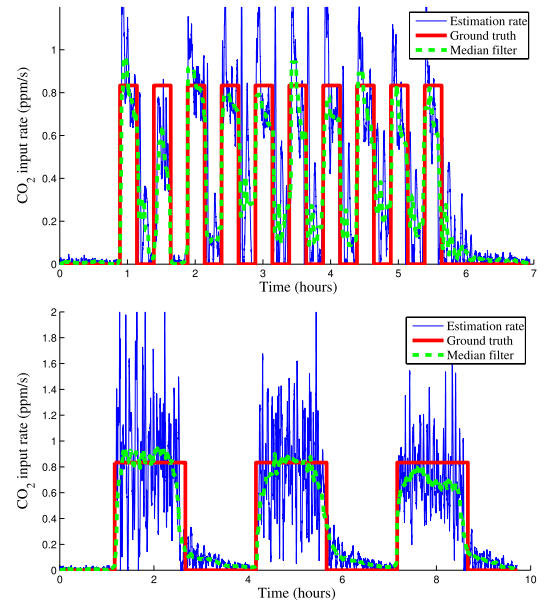 Estimation rate
Ground truth
Median filter
CO2 input rate (ppm/s)
1
0.8
0.6
0.4
0.2
0
0 1 2 3 4 5 6 7
Time (hours)
Estimation rate
Ground truth
Median filter
CO2 input rate (ppm/s)
2
1.8
1.6
1.4
1.2
1
0.8
0.6
0.4
0.2
0
0 2 4 6 8 10
Time (hours)